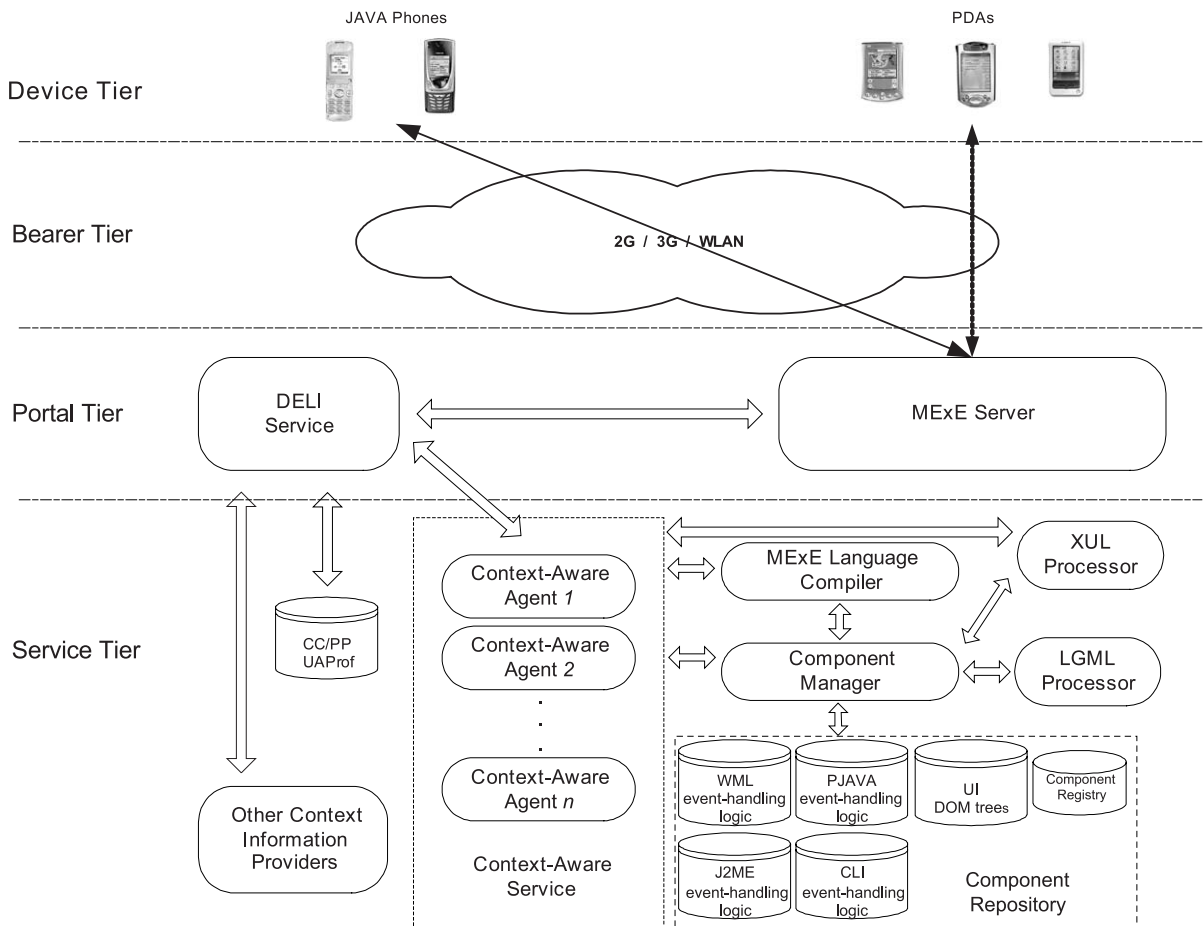 JAVA Phones
PDAs
Device Tier
Bearer Tier
2G / 3G / WLAN
Portal Tier
DELI
Service
MExE Server
Service Tier
CC/PP
UAProf
Other Context
Information
Providers
Context-Aware
Agent 1
Context-Aware
Agent 2
.
.
.
Context-Aware
Agent n
Context-Aware
Service
MExE Language
Compiler
XUL
Processor
Component
Manager
LGML
Processor
WML
event-handling
logic
PJAVA
event-handling
logic
UI
DOM trees
Component
Registry
J2ME
event-handling
logic
CLI
event-handling
logic
Component
Repository